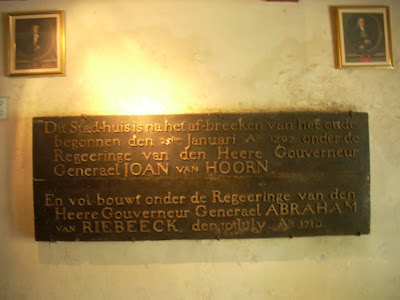 Dit Stad-huis is na het af-breeken van het oude
begonnen den 25sten Januari Ao 1707 onder de
Regeeringe van den Heere Gouverneur
Generael JOAN VAN HOORN.
En vol-bouwt onder de Regeeringe van den
Heere Gouverneur Generael ABRAHAM
VAN RIEBEECK, den 10 July Ao 1710.